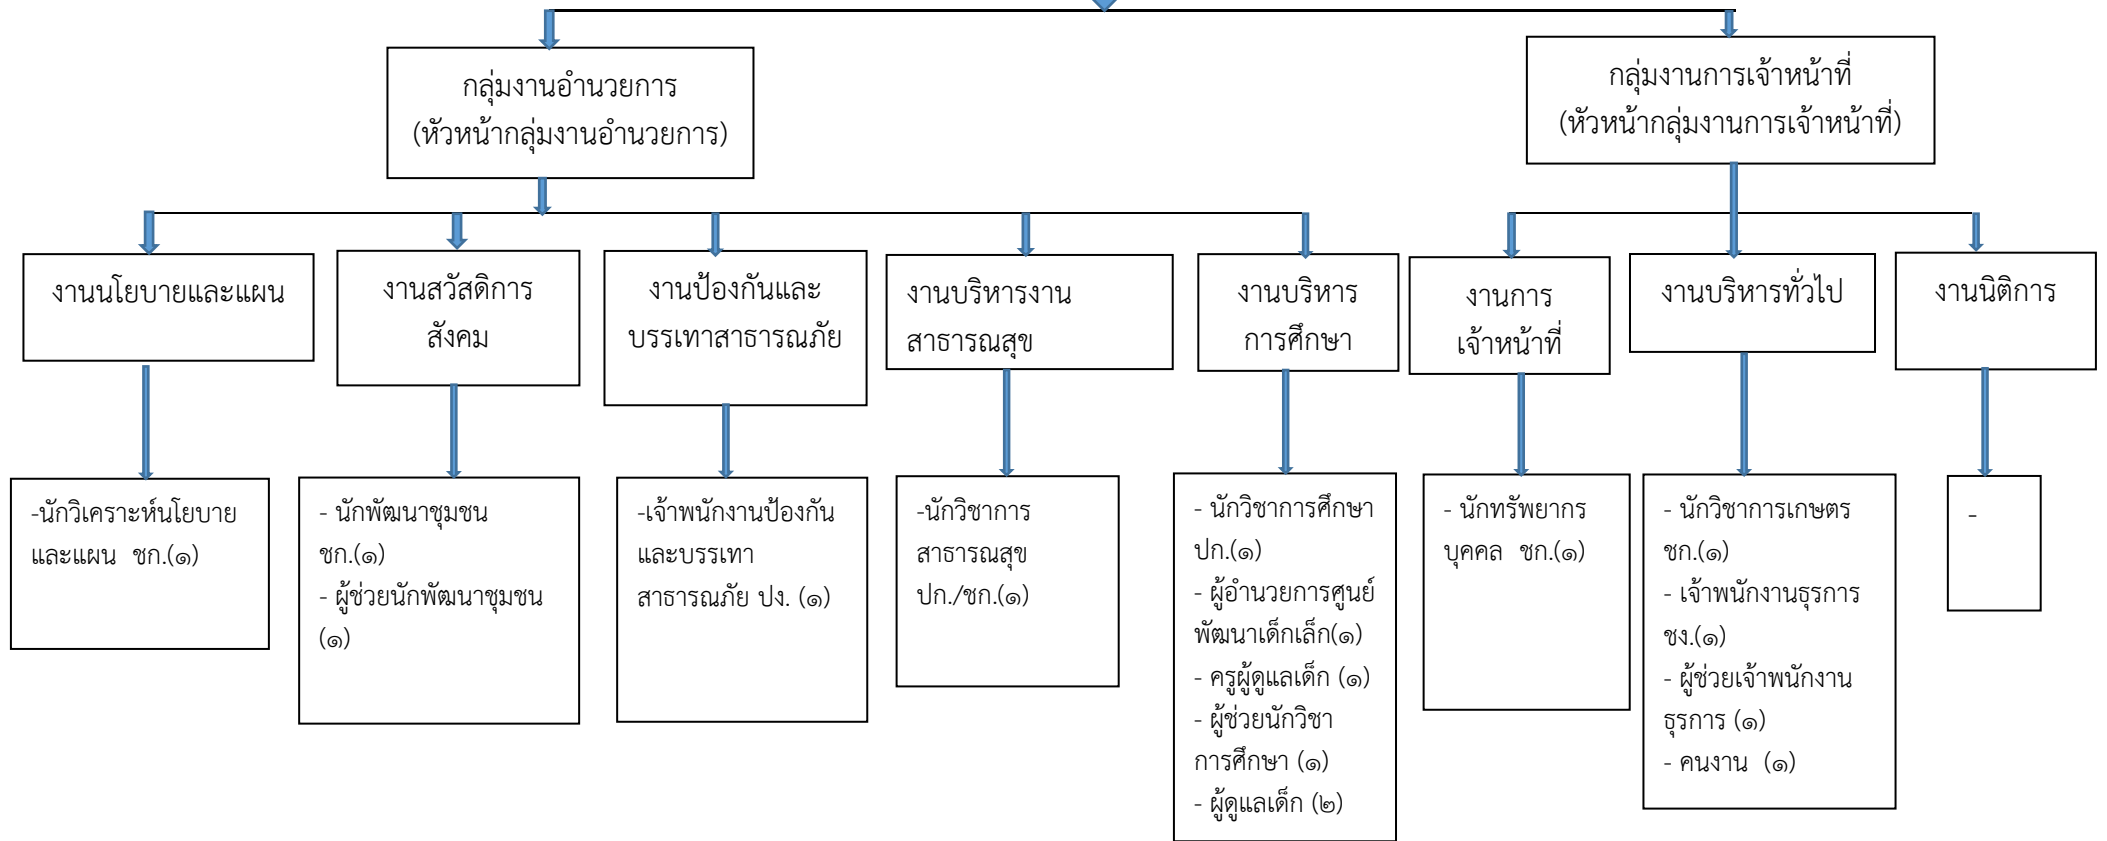 กลุ่มงานอำนวยการ
(หัวหน้ากลุ่มงานอำนวยการ)
กลุ่มงานการเจ้าหน้าที่
(หัวหน้ากลุ่มงานการเจ้าหน้าที่)
งานนโยบายและแผน
งานสวัสดิการ
สังคม
งานป้องกันและ
บรรเทาสาธารณภัย
งานบริหารงาน
สาธารณสุข
งานบริหาร
การศึกษา
งานการ
เจ้าหน้าที่
งานบริหารทั่วไป
งานนิติการ
-นักวิเคราะห์นโยบาย
และแผน ชก.(๑)
- นักพัฒนาชุมชน
ชก.(๑)
- ผู้ช่วยนักพัฒนาชุมชน
(๑)
-เจ้าพนักงานป้องกัน
และบรรเทา
สาธารณภัย ปง. (๑)
-นักวิชาการ
สาธารณสุข
ปก./ชก.(๑)
- นักวิชาการศึกษา
ปก.(๑)
- ผู้อำนวยการศูนย์
พัฒนาเด็กเล็ก(๑)
- ครูผู้ดูแลเด็ก (๑)
- ผู้ช่วยนักวิชา
การศึกษา (๑)
- ผู้ดูแลเด็ก (๒)
- นักทรัพยากร
บุคคล ชก.(๑)
- นักวิชาการเกษตร
ชก.(๑)
- เจ้าพนักงานธุรการ
ชง.(๑)
- ผู้ช่วยเจ้าพนักงาน
ธุรการ (๑)
- คนงาน (๑)
-